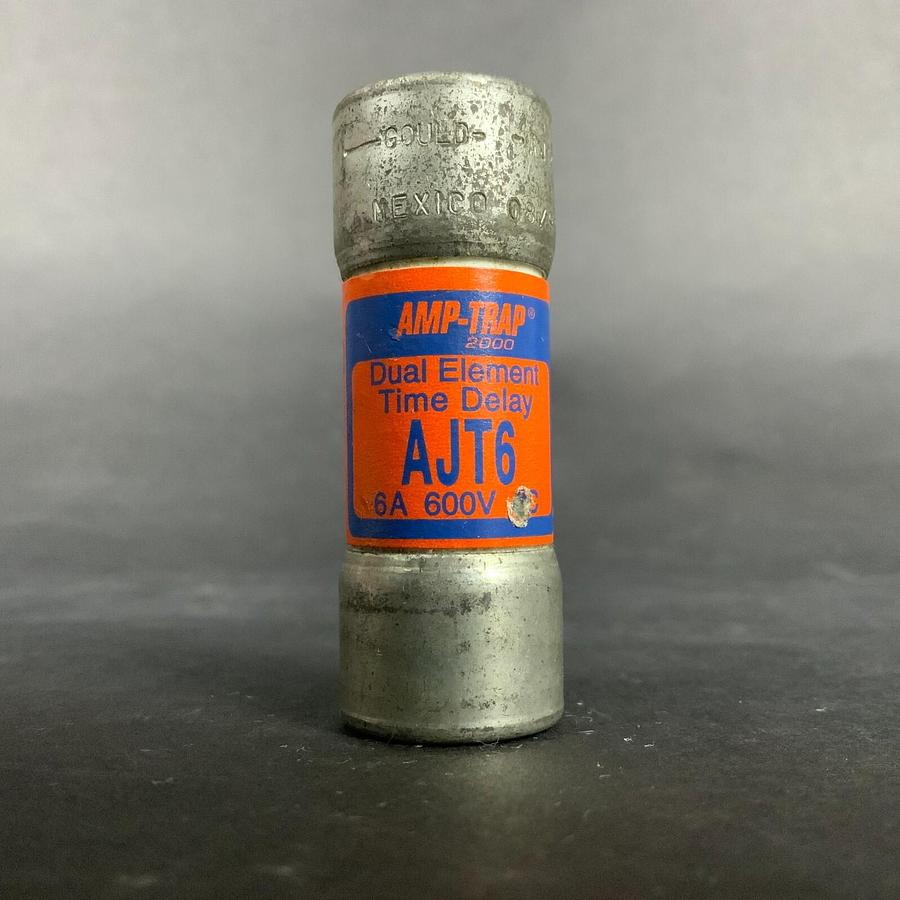 -GOULD-
MEXICO
AMP-TRAP®
2000
Dual Element
Time Delay
AJT6
6A 600V